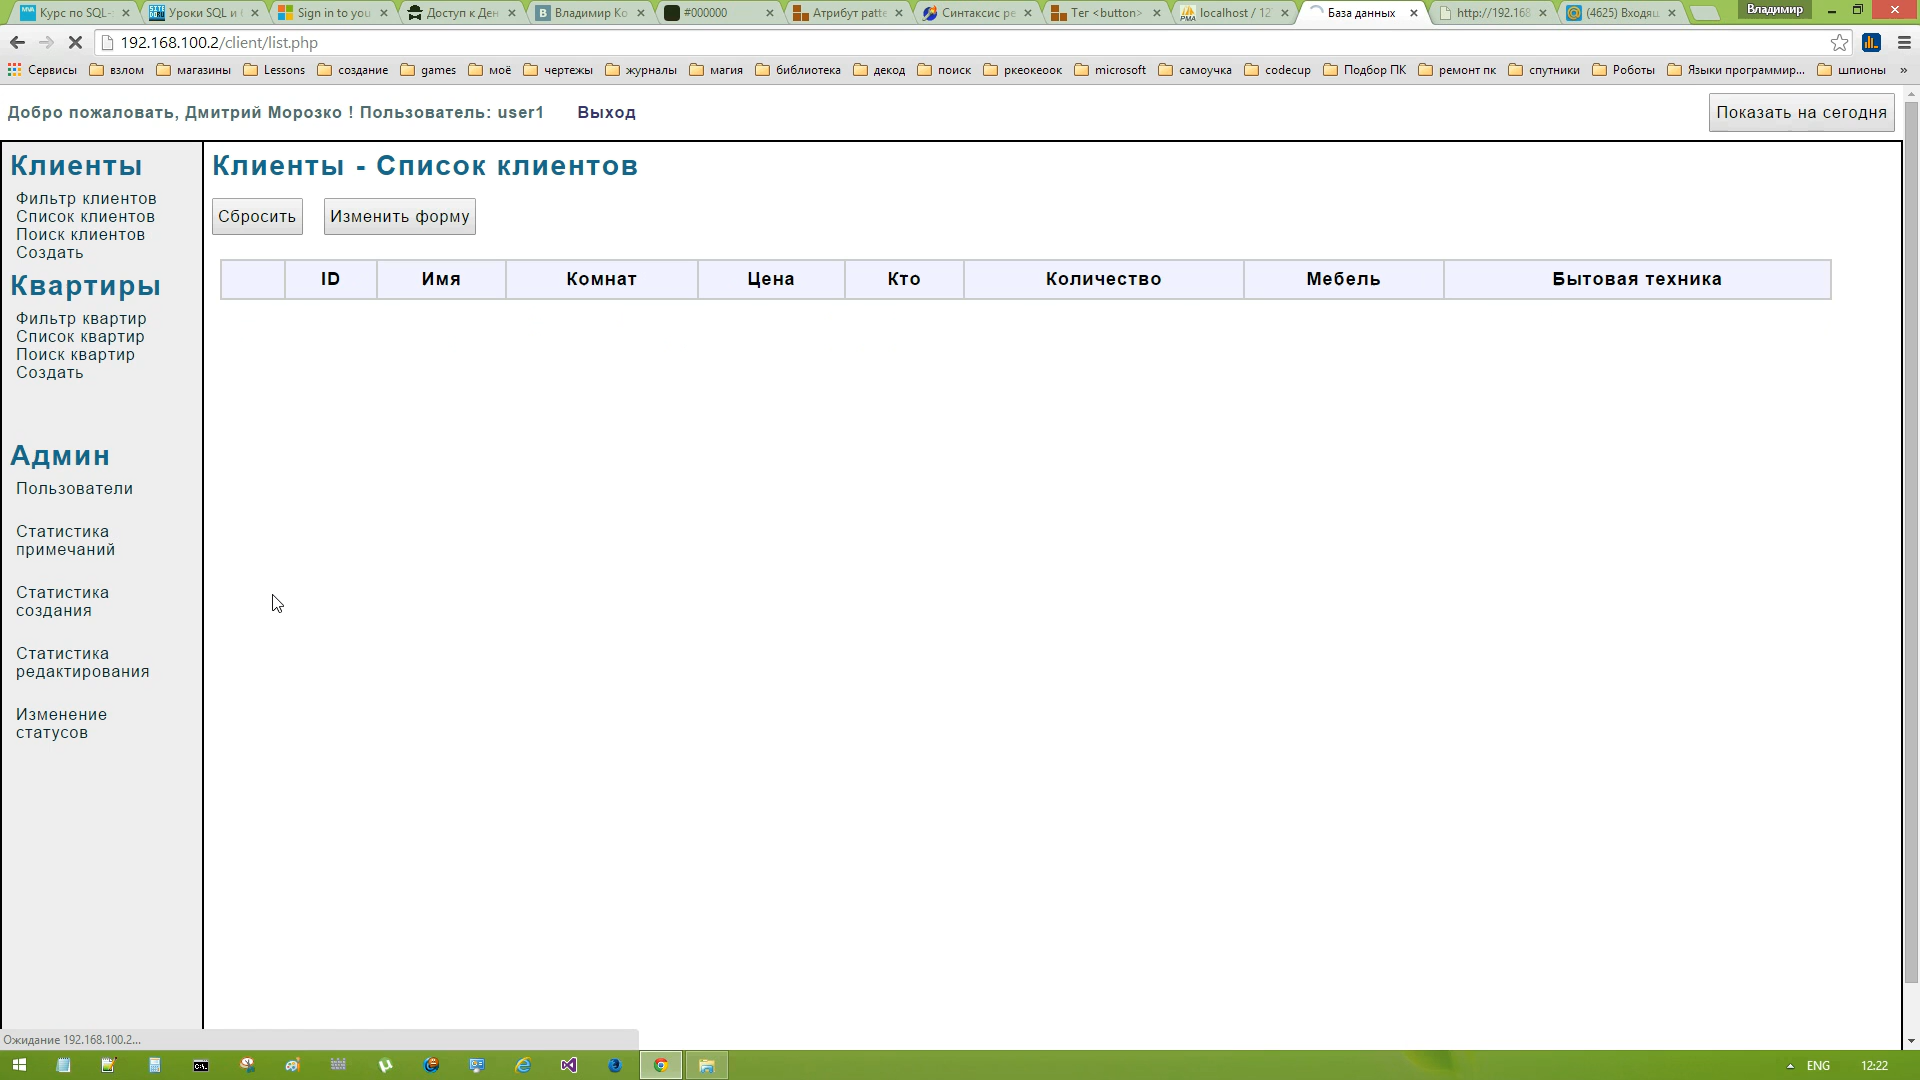 Курс по SQL-
Уроки SQL и
Sign in to you
Доступ к Ден
Владимир Ко
#000000
Атрибут patte
Синтаксис ре
Тег <button>
localhost / 12
База данных
http://192.168
(4625) Входящ
Владимир
192.168.100.2/client/list.php
Сервисы
взлом
магазины
Lessons
создание
games
моё
чертежы
журналы
магия
библиотека
декод
поиск
ркеокеоок
microsoft
самоучка
codecup
Подбор ПК
ремонт пк
спутники
Роботы
Языки программир...
шпионы
»
Добро пожаловать, Дмитрий Морозко ! Пользователь: user1 Выход
Показать на сегодня
Клиенты
Фильтр клиентов
Список клиентов
Поиск клиентов
Создать
Квартиры
Фильтр квартир
Список квартир
Поиск квартир
Создать
Админ
Пользователи
Статистика
примечаний
Статистика
создания
Статистика
редактирования
Изменение
статусов
Клиенты - Список клиентов
Сбросить
Изменить форму
ID Имя Комнат Цена Кто Количество Мебель Бытовая техника
Ожидание 192.168.100.2...
ENG
12:22